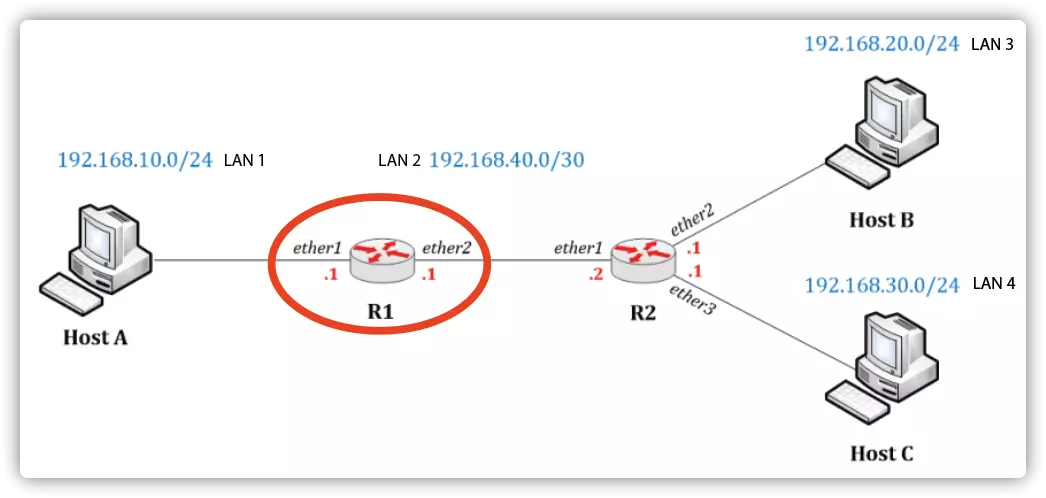 192.168.20.0/24 LAN 3
192.168.10.0/24 LAN 1
LAN 2 192.168.40.0/30
ether1
ether2
.1
.1
R1
Host A
ether1
.2
R2
ether2
.1
.1
ether3
Host B
192.168.30.0/24 LAN 4
Host C